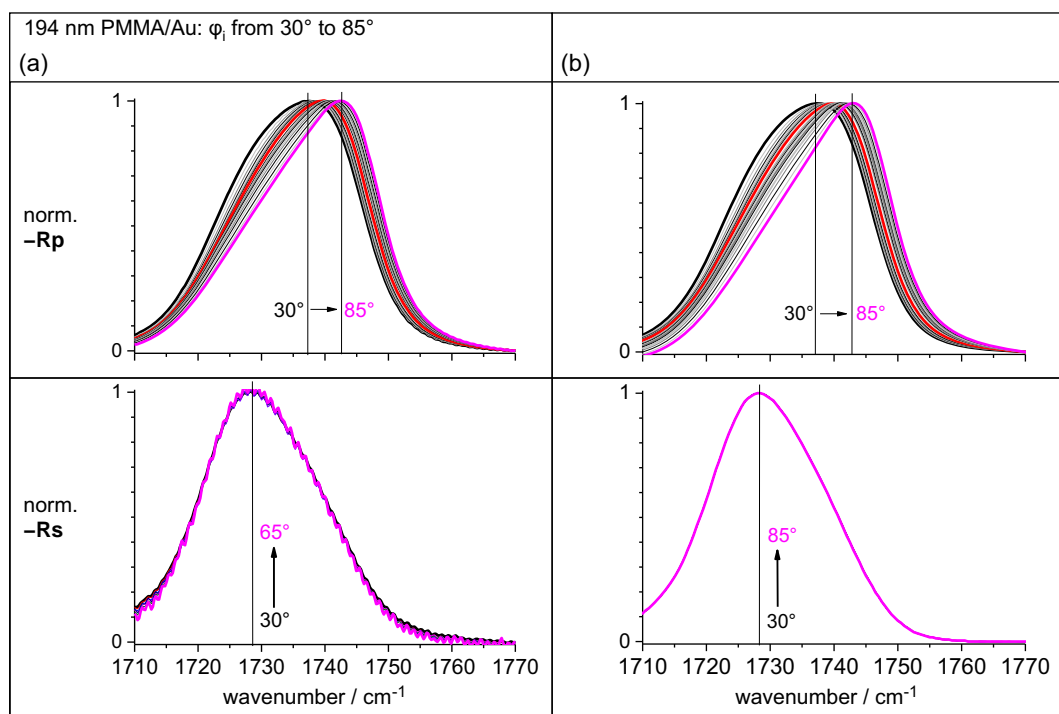 194 nm PMMA/Au: φi from 30° to 85°
(a)
(b)
1
norm.
–Rp
30°
85°
0
1
30°
85°
0
1
norm.
–Rs
65°
30°
0
1710 1720 1730 1740 1750 1760 1770
wavenumber / cm-1
1
85°
30°
0
1710 1720 1730 1740 1750 1760 1770
wavenumber / cm-1